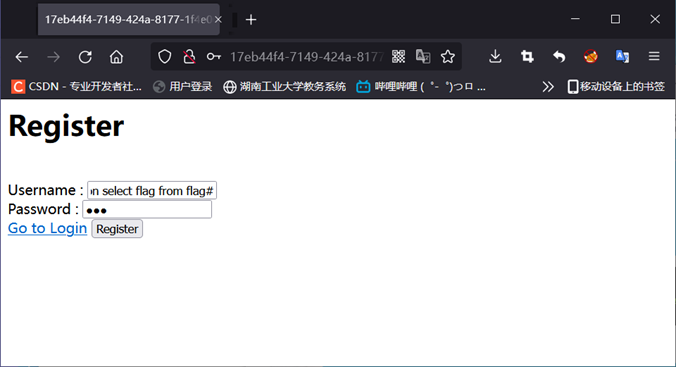 17eb44f4-7149-424a-8177-1f4e0
17eb44f4-7149-424a-8177
CSDN - 专业开发者社... 用户登录 湖南工业大学教务系统 哔哩哔哩 ( ゜- ゜)つロ ... 移动设备上的书签
Register
Username : on select flag from flag#
Password : ●●●
Go to Login Register